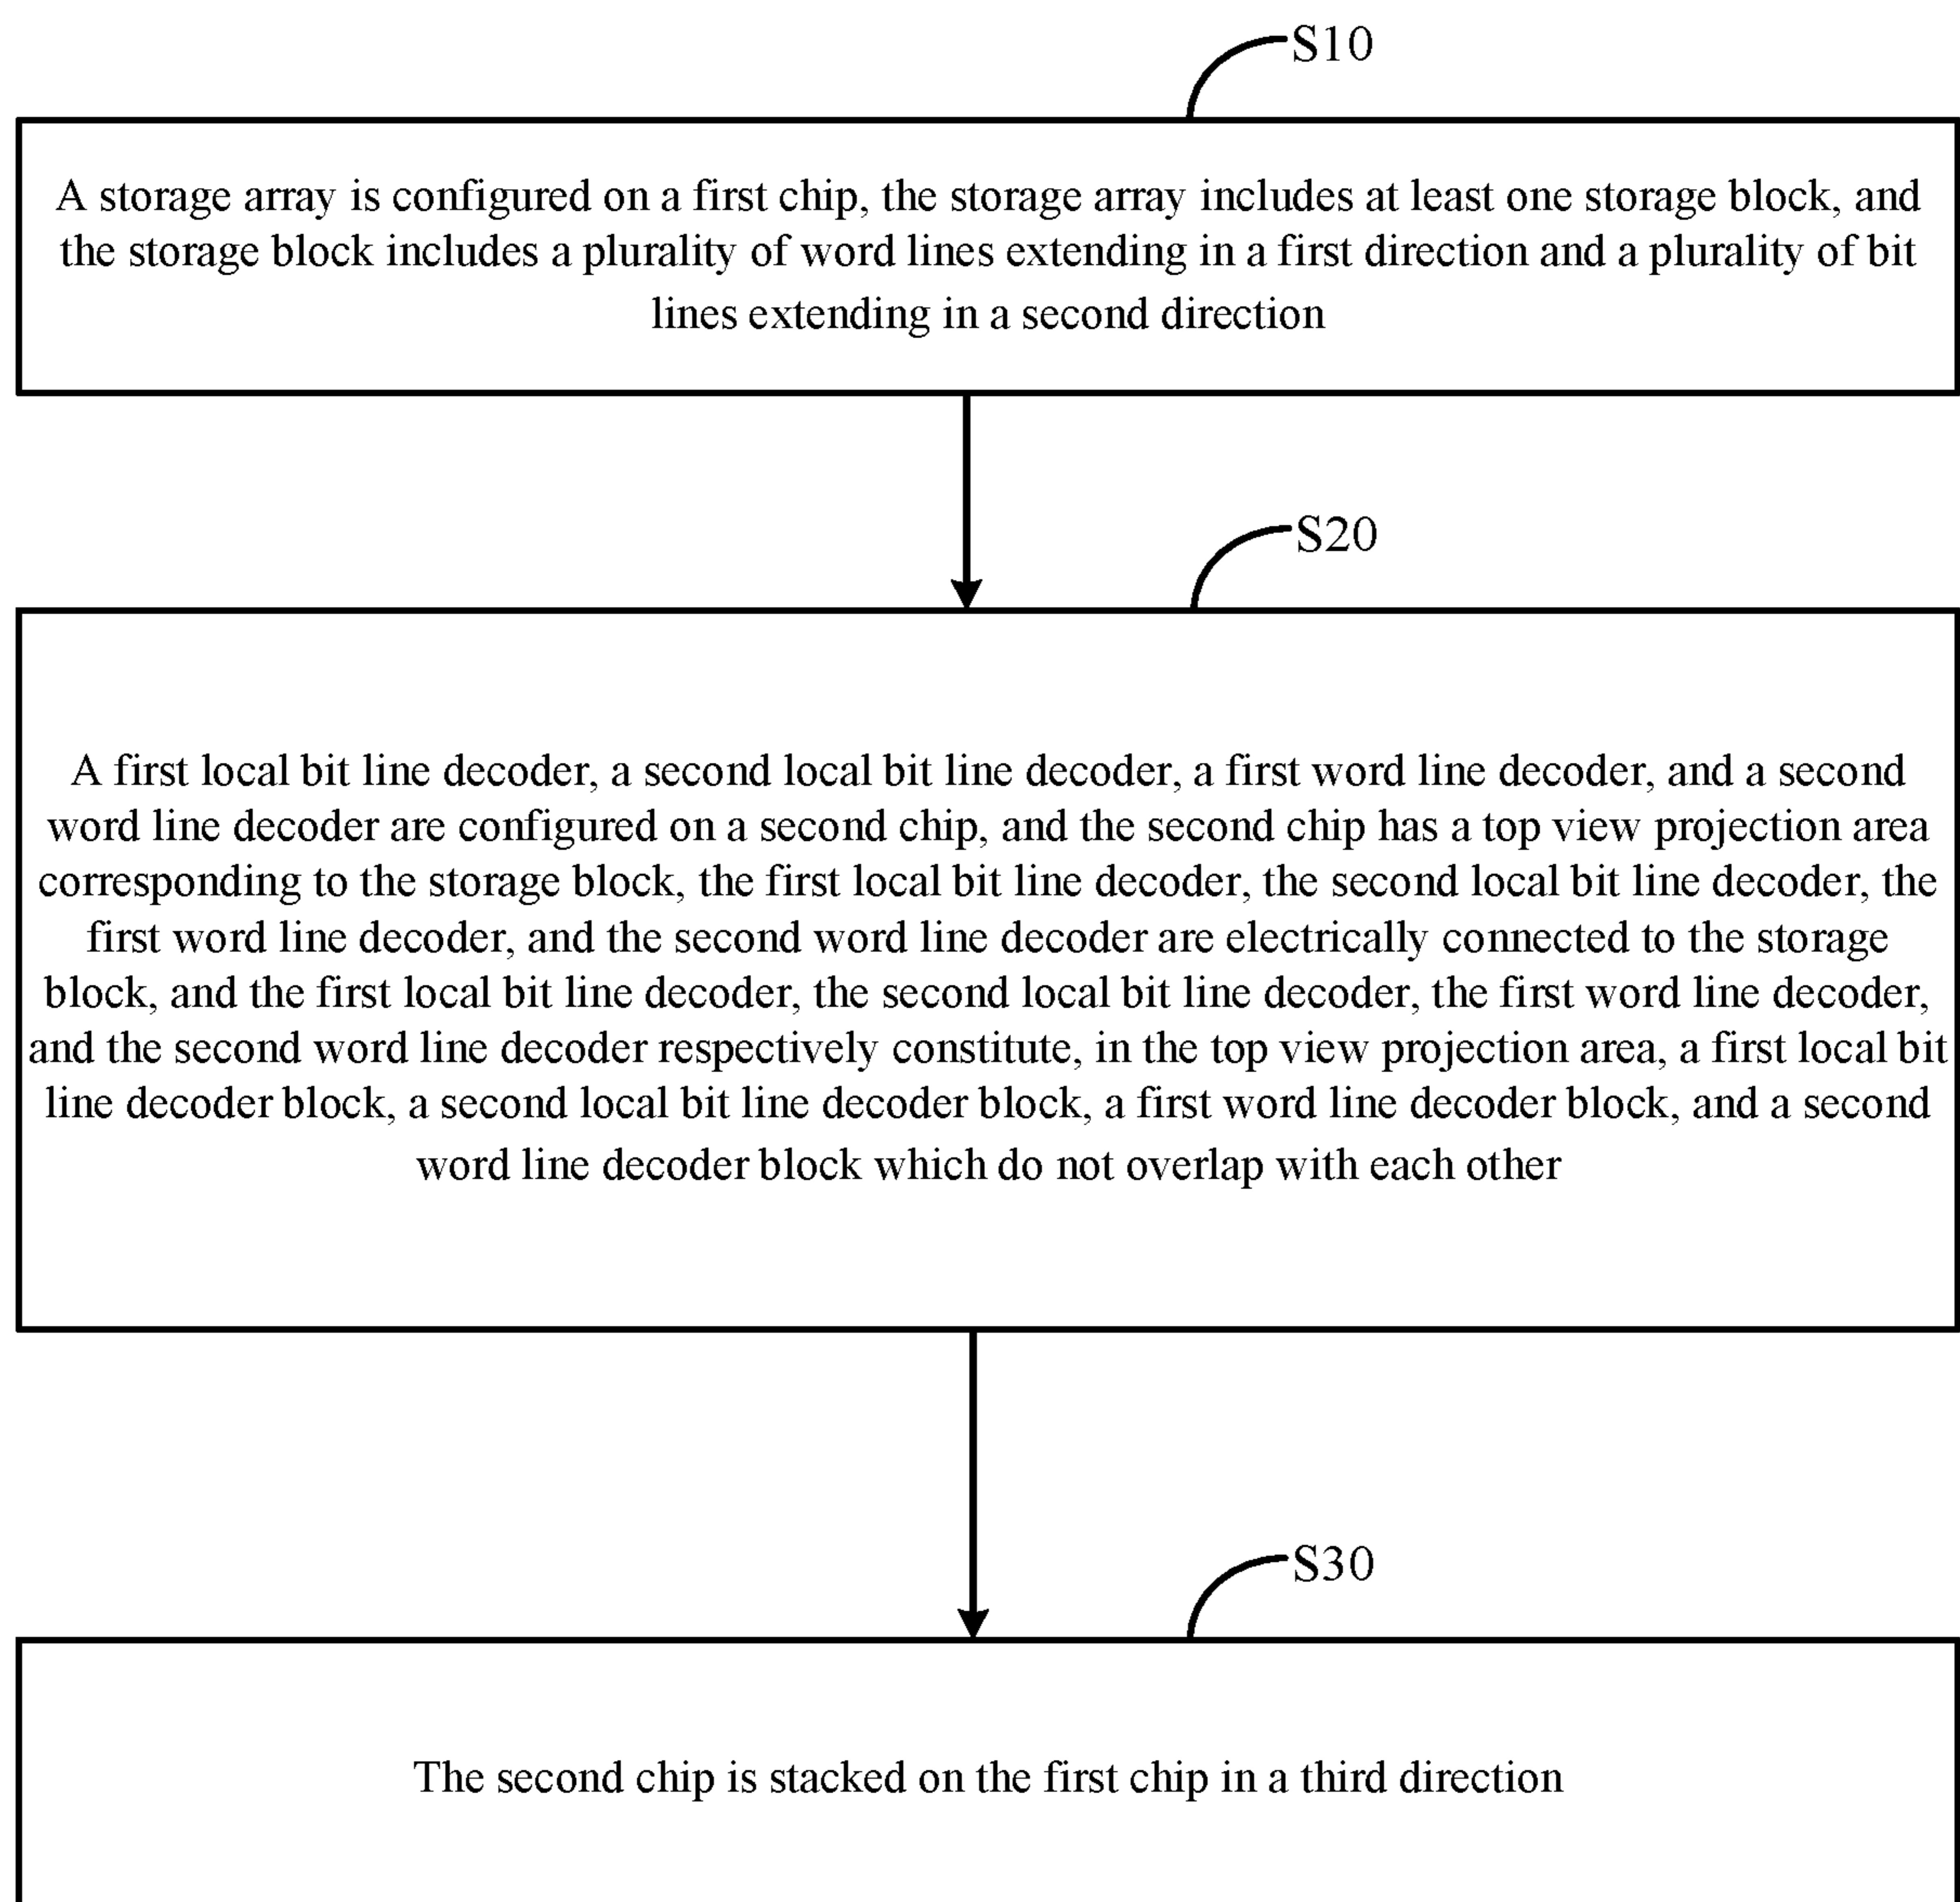 S10
A storage array is configured on a first chip, the storage array includes at least one storage block, and
the storage block includes a plurality of word lines extending in a first direction and a plurality of bit
lines extending in a second direction
S20
A first local bit line decoder, a second local bit line decoder, a first word line decoder, and a second
word line decoder are configured on a second chip, and the second chip has a top view projection area
corresponding to the storage block, the first local bit line decoder, the second local bit line decoder, the
first word line decoder, and the second word line decoder are electrically connected to the storage
block, and the first local bit line decoder, the second local bit line decoder, the first word line decoder,
and the second word line decoder respectively constitute, in the top view projection area, a first local bit
line decoder block, a second local bit line decoder block, a first word line decoder block, and a second
word line decoder block which do not overlap with each other
S30
The second chip is stacked on the first chip in a third direction